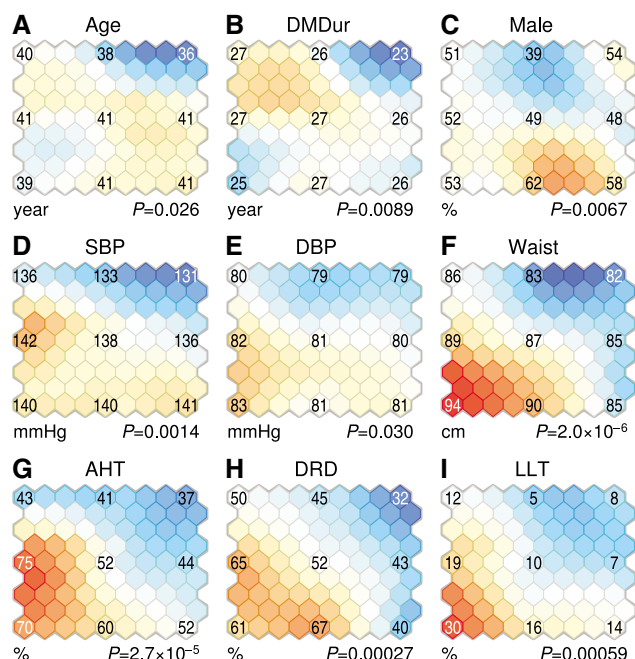 A Age
40 38 36
41 41 41
39 41 41
year P=0.026
B DMDur
27 26 23
27 27 26
25 27 26
year P=0.0089
C Male
51 39 54
52 49 48
53 62 58
% P=0.0067
D SBP
136 133 131
142 138 136
140 140 141
mmHg P=0.0014
E DBP
80 79 79
82 81 80
83 81 81
mmHg P=0.030
F Waist
86 83 82
89 87 85
94 90 85
cm P=2.0×10⁻⁶
G AHT
43 41 37
75 52 44
70 60 52
% P=2.7×10⁻⁵
H DRD
50 45 32
65 52 43
61 67 40
% P=0.00027
I LLT
12 5 8
19 10 7
30 16 14
% P=0.00059